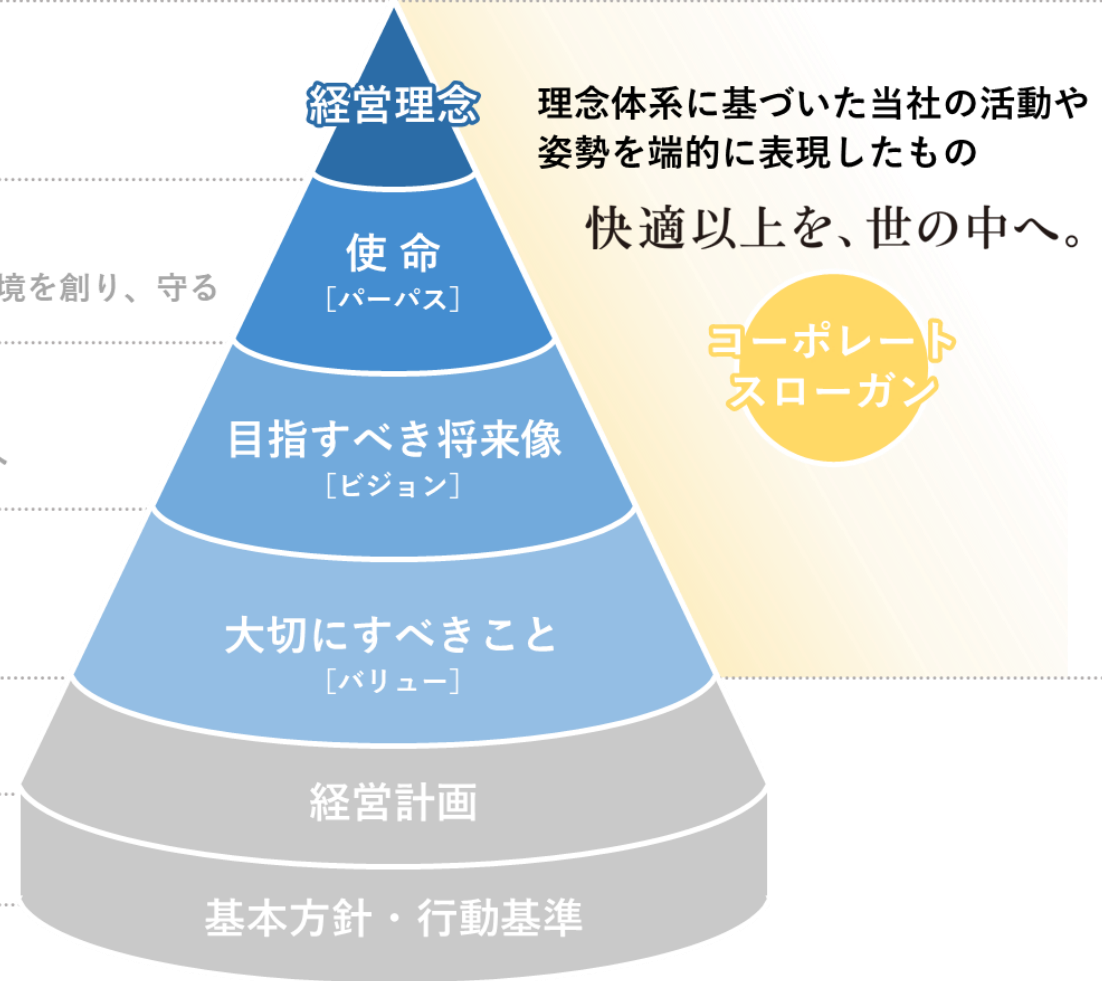 経営理念
理念体系に基づいた当社の活動や
姿勢を端的に表現したもの
快適以上を、世の中へ。
コーポレート
スローガン
使命
［パーパス］
境を創り、守る
目指すべき将来像
［ビジョン］
大切にすべきこと
［バリュー］
経営計画
基本方針・行動基準